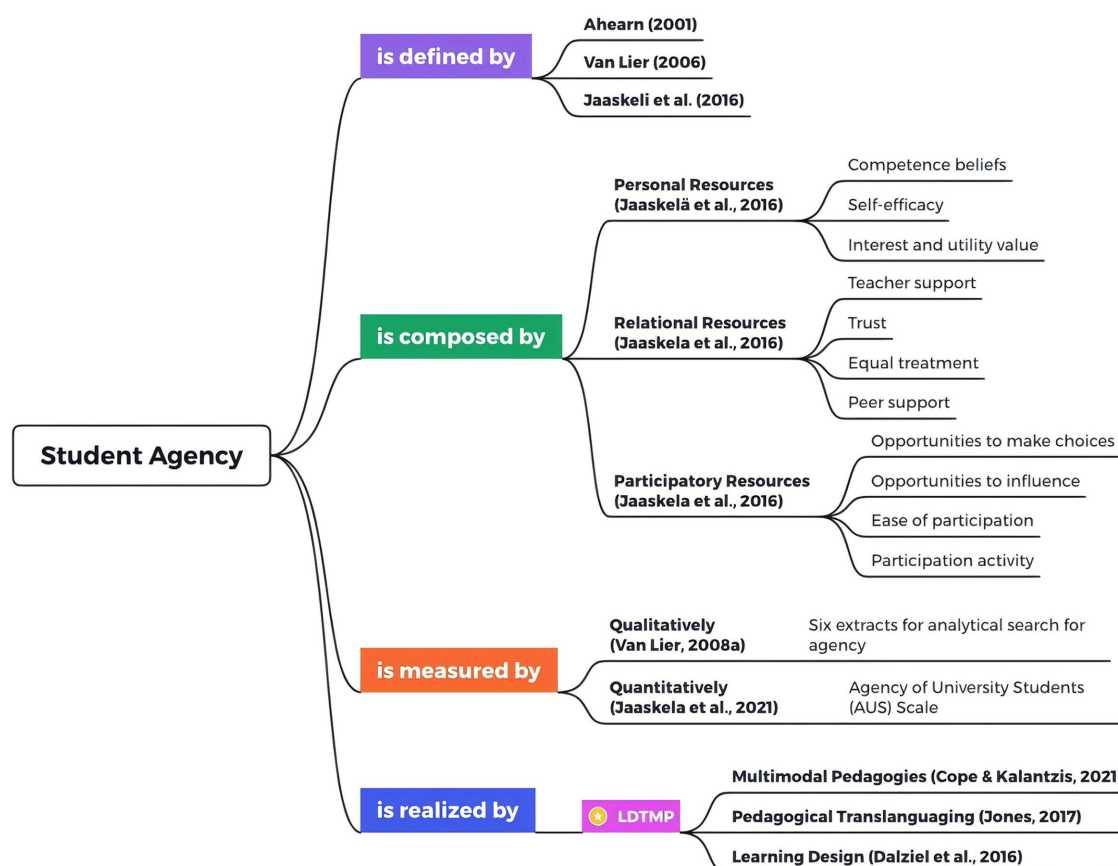 Student Agency
is defined by
Ahearn (2001)
Van Lier (2006)
Jaaskeli et al. (2016)
is composed by
Personal Resources
(Jaaskelä et al., 2016)
Competence beliefs
Self-efficacy
Interest and utility value
Relational Resources
(Jaaskela et al., 2016)
Teacher support
Trust
Equal treatment
Peer support
Participatory Resources
(Jaaskela et al., 2016)
Opportunities to make choices
Opportunities to influence
Ease of participation
Participation activity
is measured by
Qualitatively
(Van Lier, 2008a)
Six extracts for analytical search for
agency
Quantitatively
(Jaaskela et al., 2021)
Agency of University Students
(AUS) Scale
is realized by
LDTMP
Multimodal Pedagogies (Cope & Kalantzis, 2021
Pedagogical Translanguaging (Jones, 2017)
Learning Design (Dalziel et al., 2016)